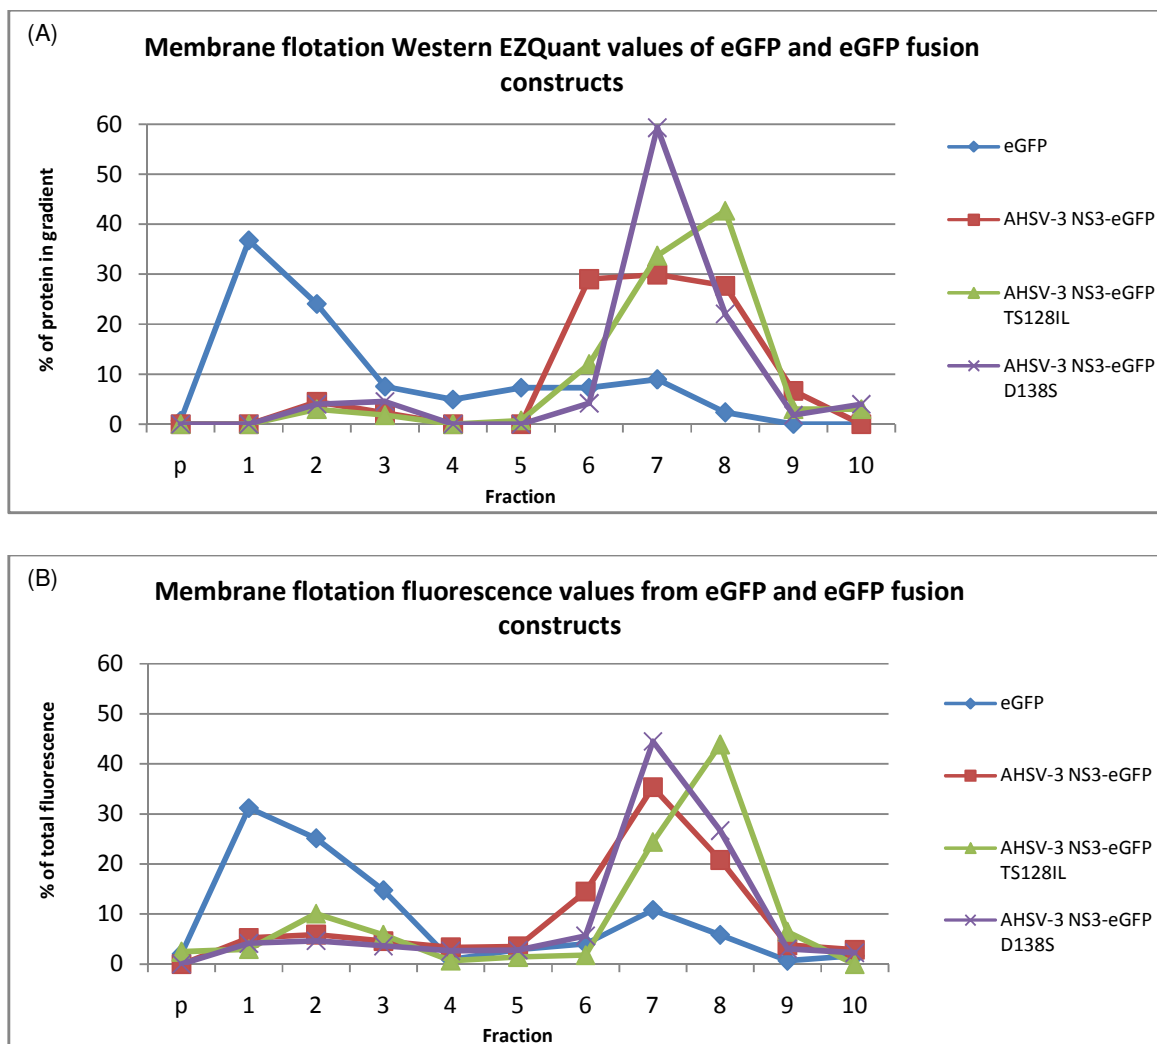 (A)
Membrane flotation Western EZQuant values of eGFP and eGFP fusion
constructs
60
50
40
30
20
10
0
% of protein in gradient
p 1 2 3 4 5 6 7 8 9 10
Fraction
eGFP
AHSV-3 NS3-eGFP
AHSV-3 NS3-eGFP
TS128IL
AHSV-3 NS3-eGFP
D138S
(B)
Membrane flotation fluorescence values from eGFP and eGFP fusion
constructs
60
50
40
30
20
10
0
% of total fluorescence
p 1 2 3 4 5 6 7 8 9 10
Fraction
eGFP
AHSV-3 NS3-eGFP
AHSV-3 NS3-eGFP
TS128IL
AHSV-3 NS3-eGFP
D138S